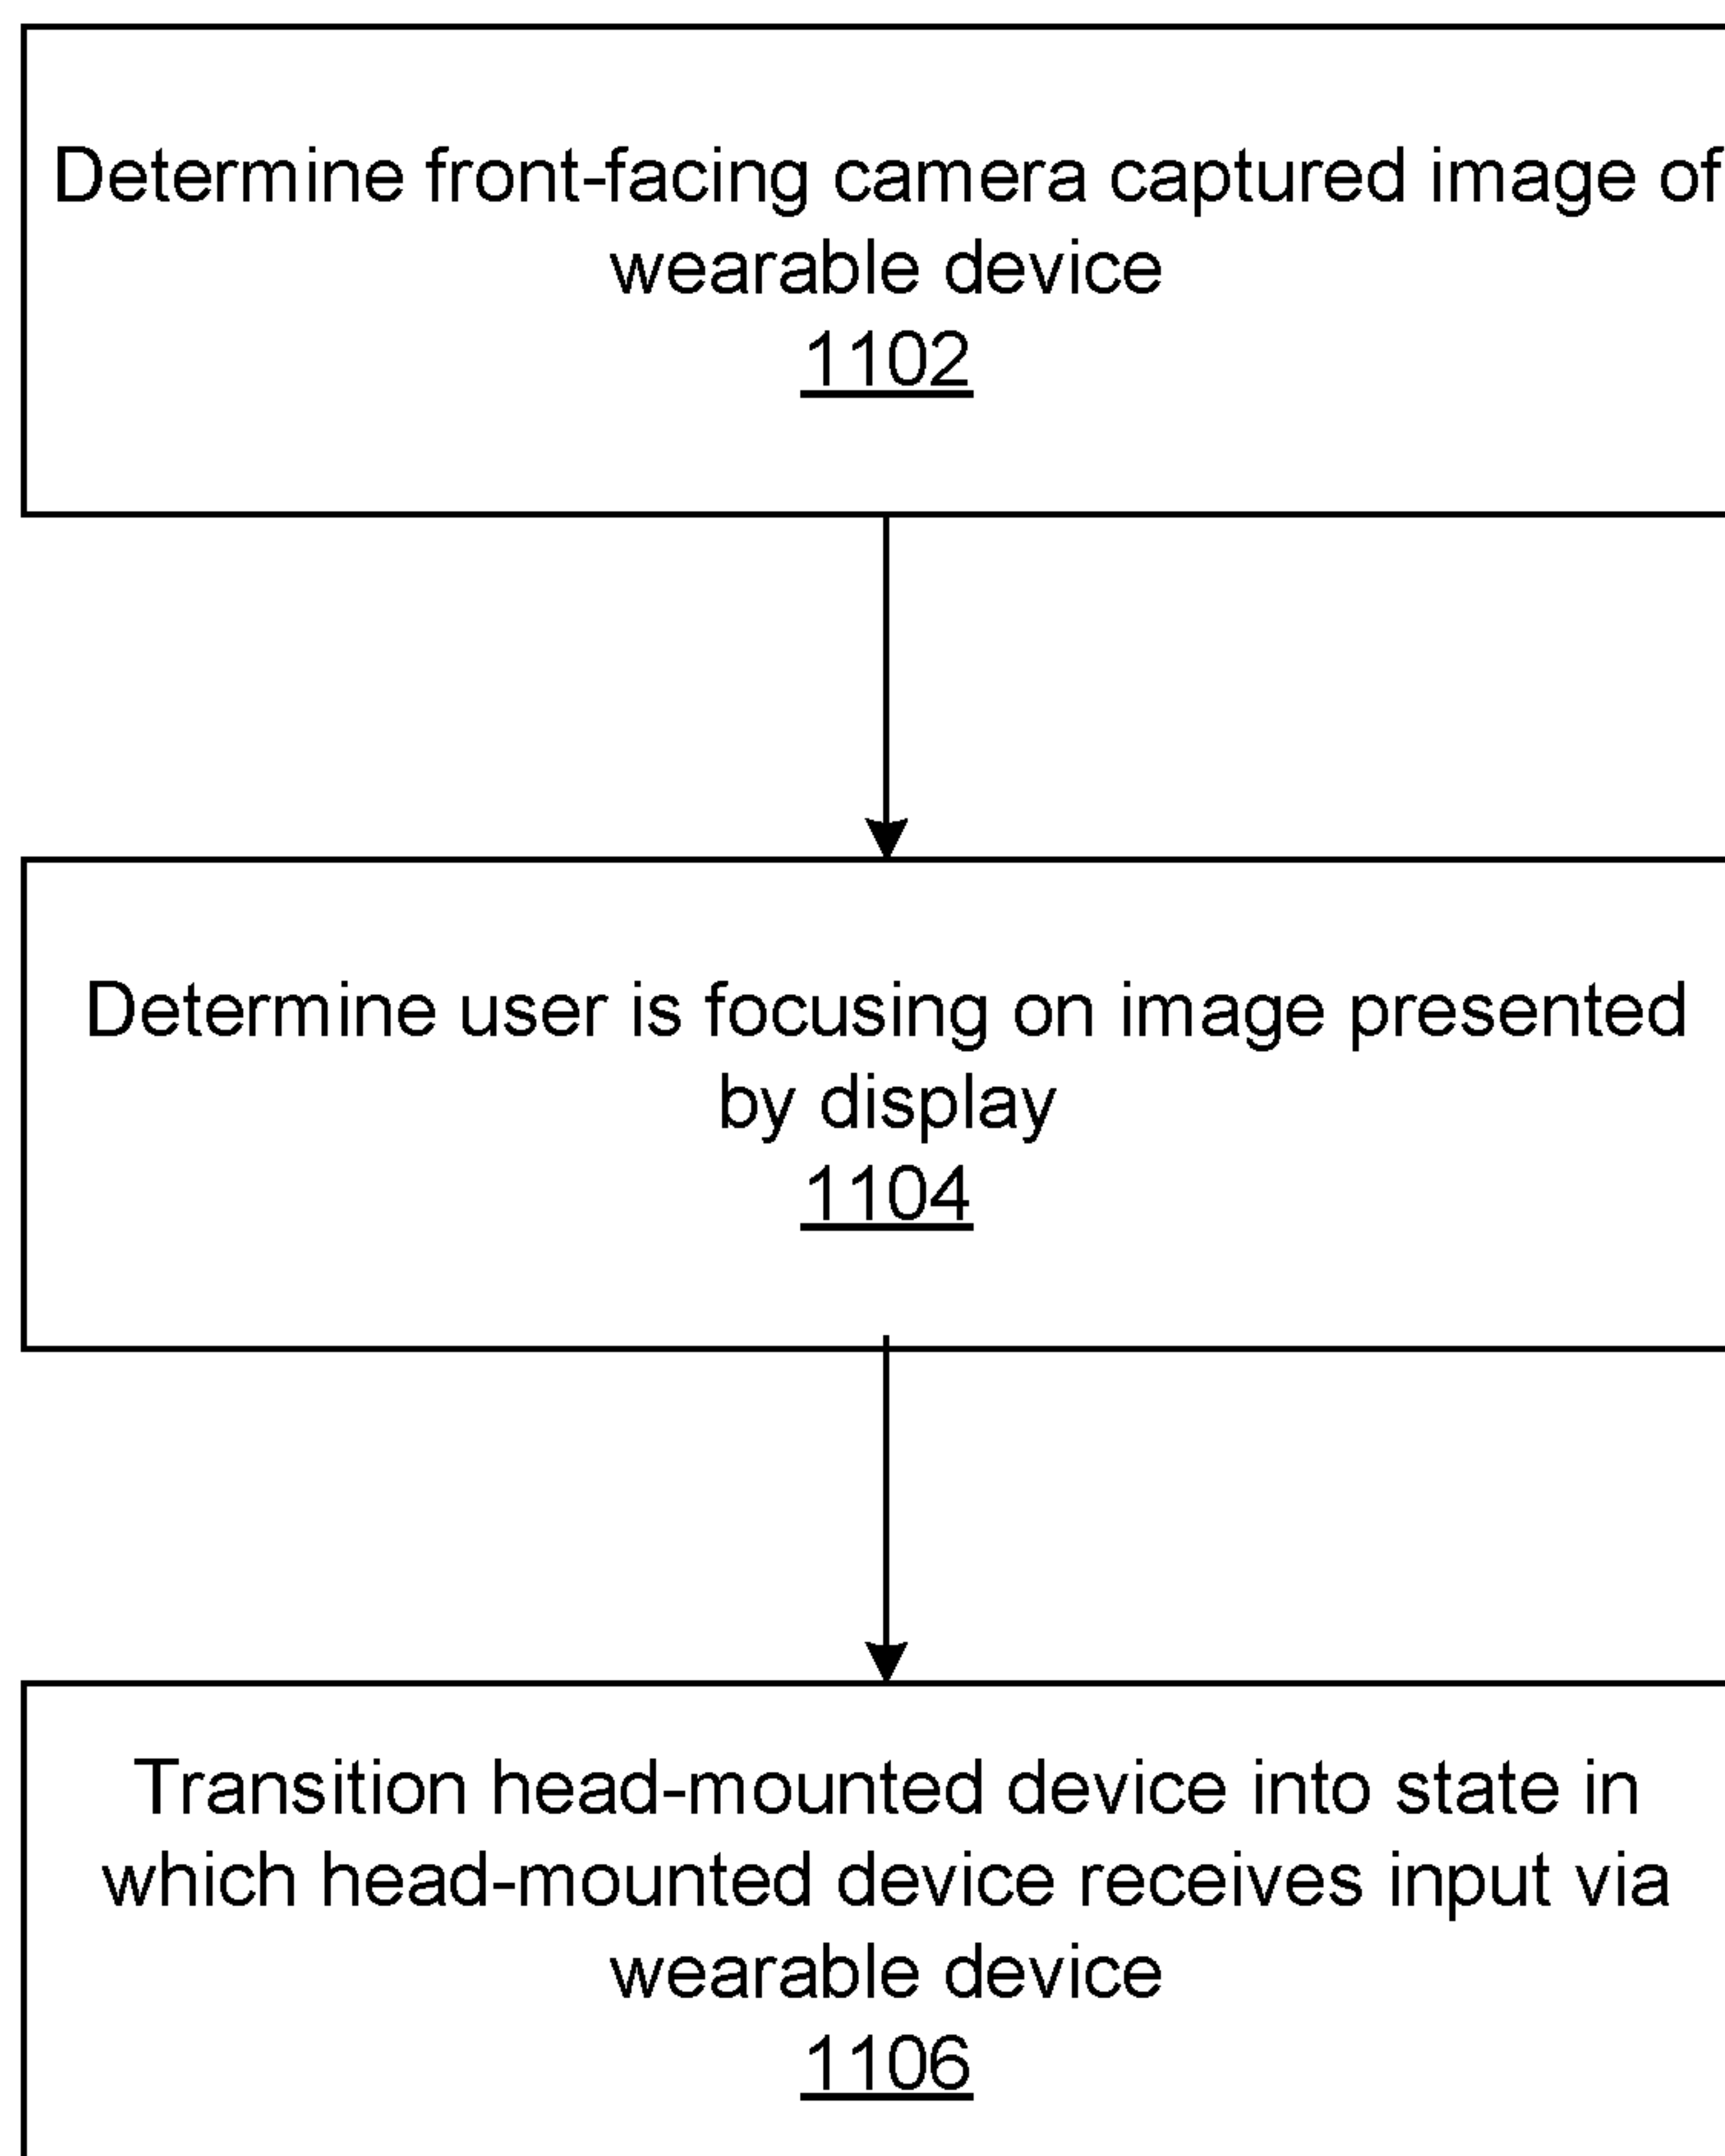 Determine front-facing camera captured image of
wearable device
1102
Determine user is focusing on image presented
by display
1104
Transition head-mounted device into state in
which head-mounted device receives input via
wearable device
1106